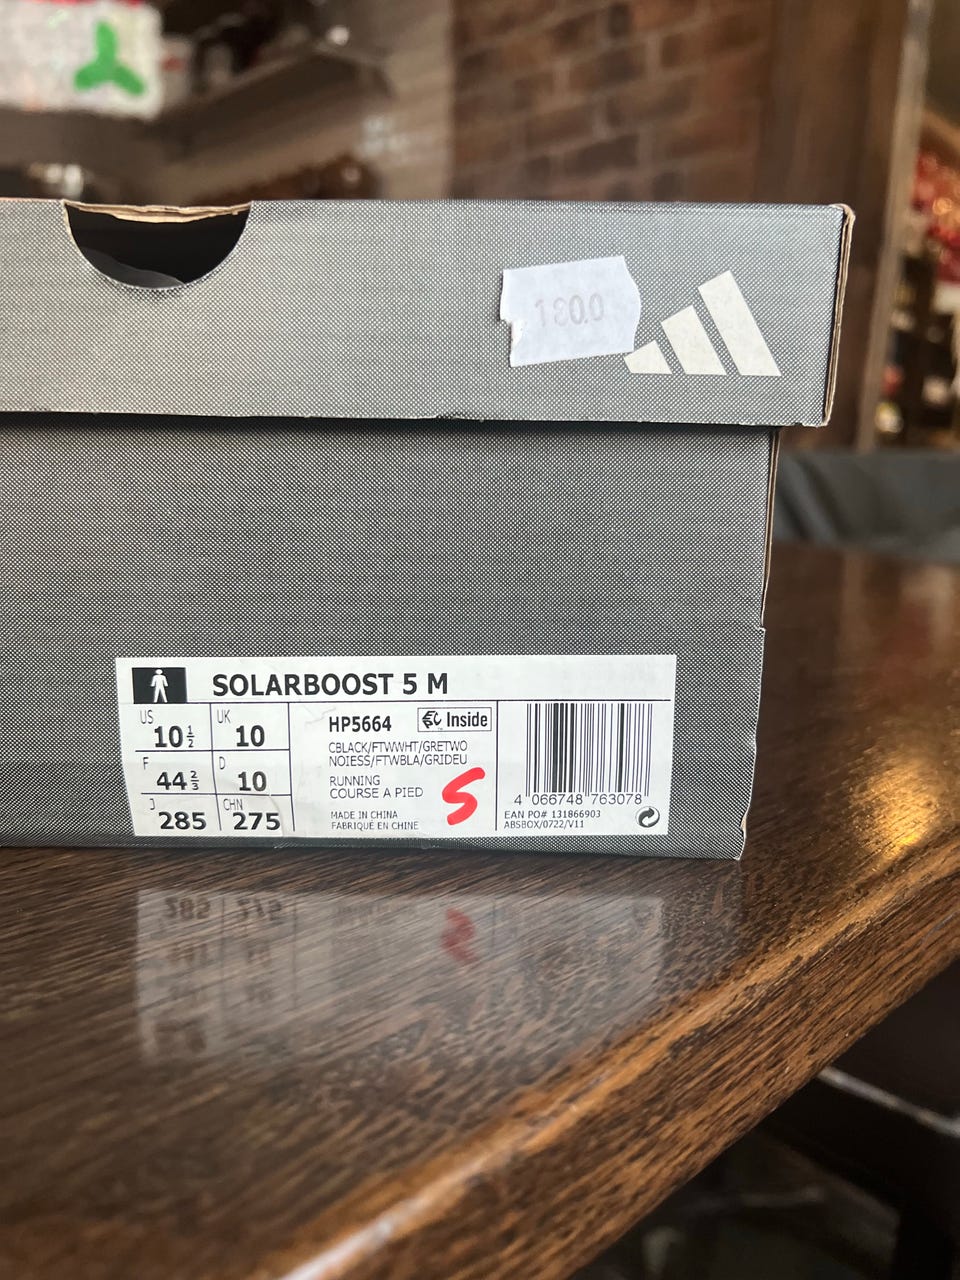 180.0
SOLARBOOST 5 M
US 10½ UK 10
F 44⅔ D 10
J 285 CHN 275
HP5664
Inside
CBLACK/FTWWHT/GRETWO
NOIESS/FTWBLA/GRIDEU
RUNNING
COURSE A PIED
S
MADE IN CHINA
FABRIQUÉ EN CHINE
4 066748 763078
EAN PO# 131866903
ABSBOX/0722/V11